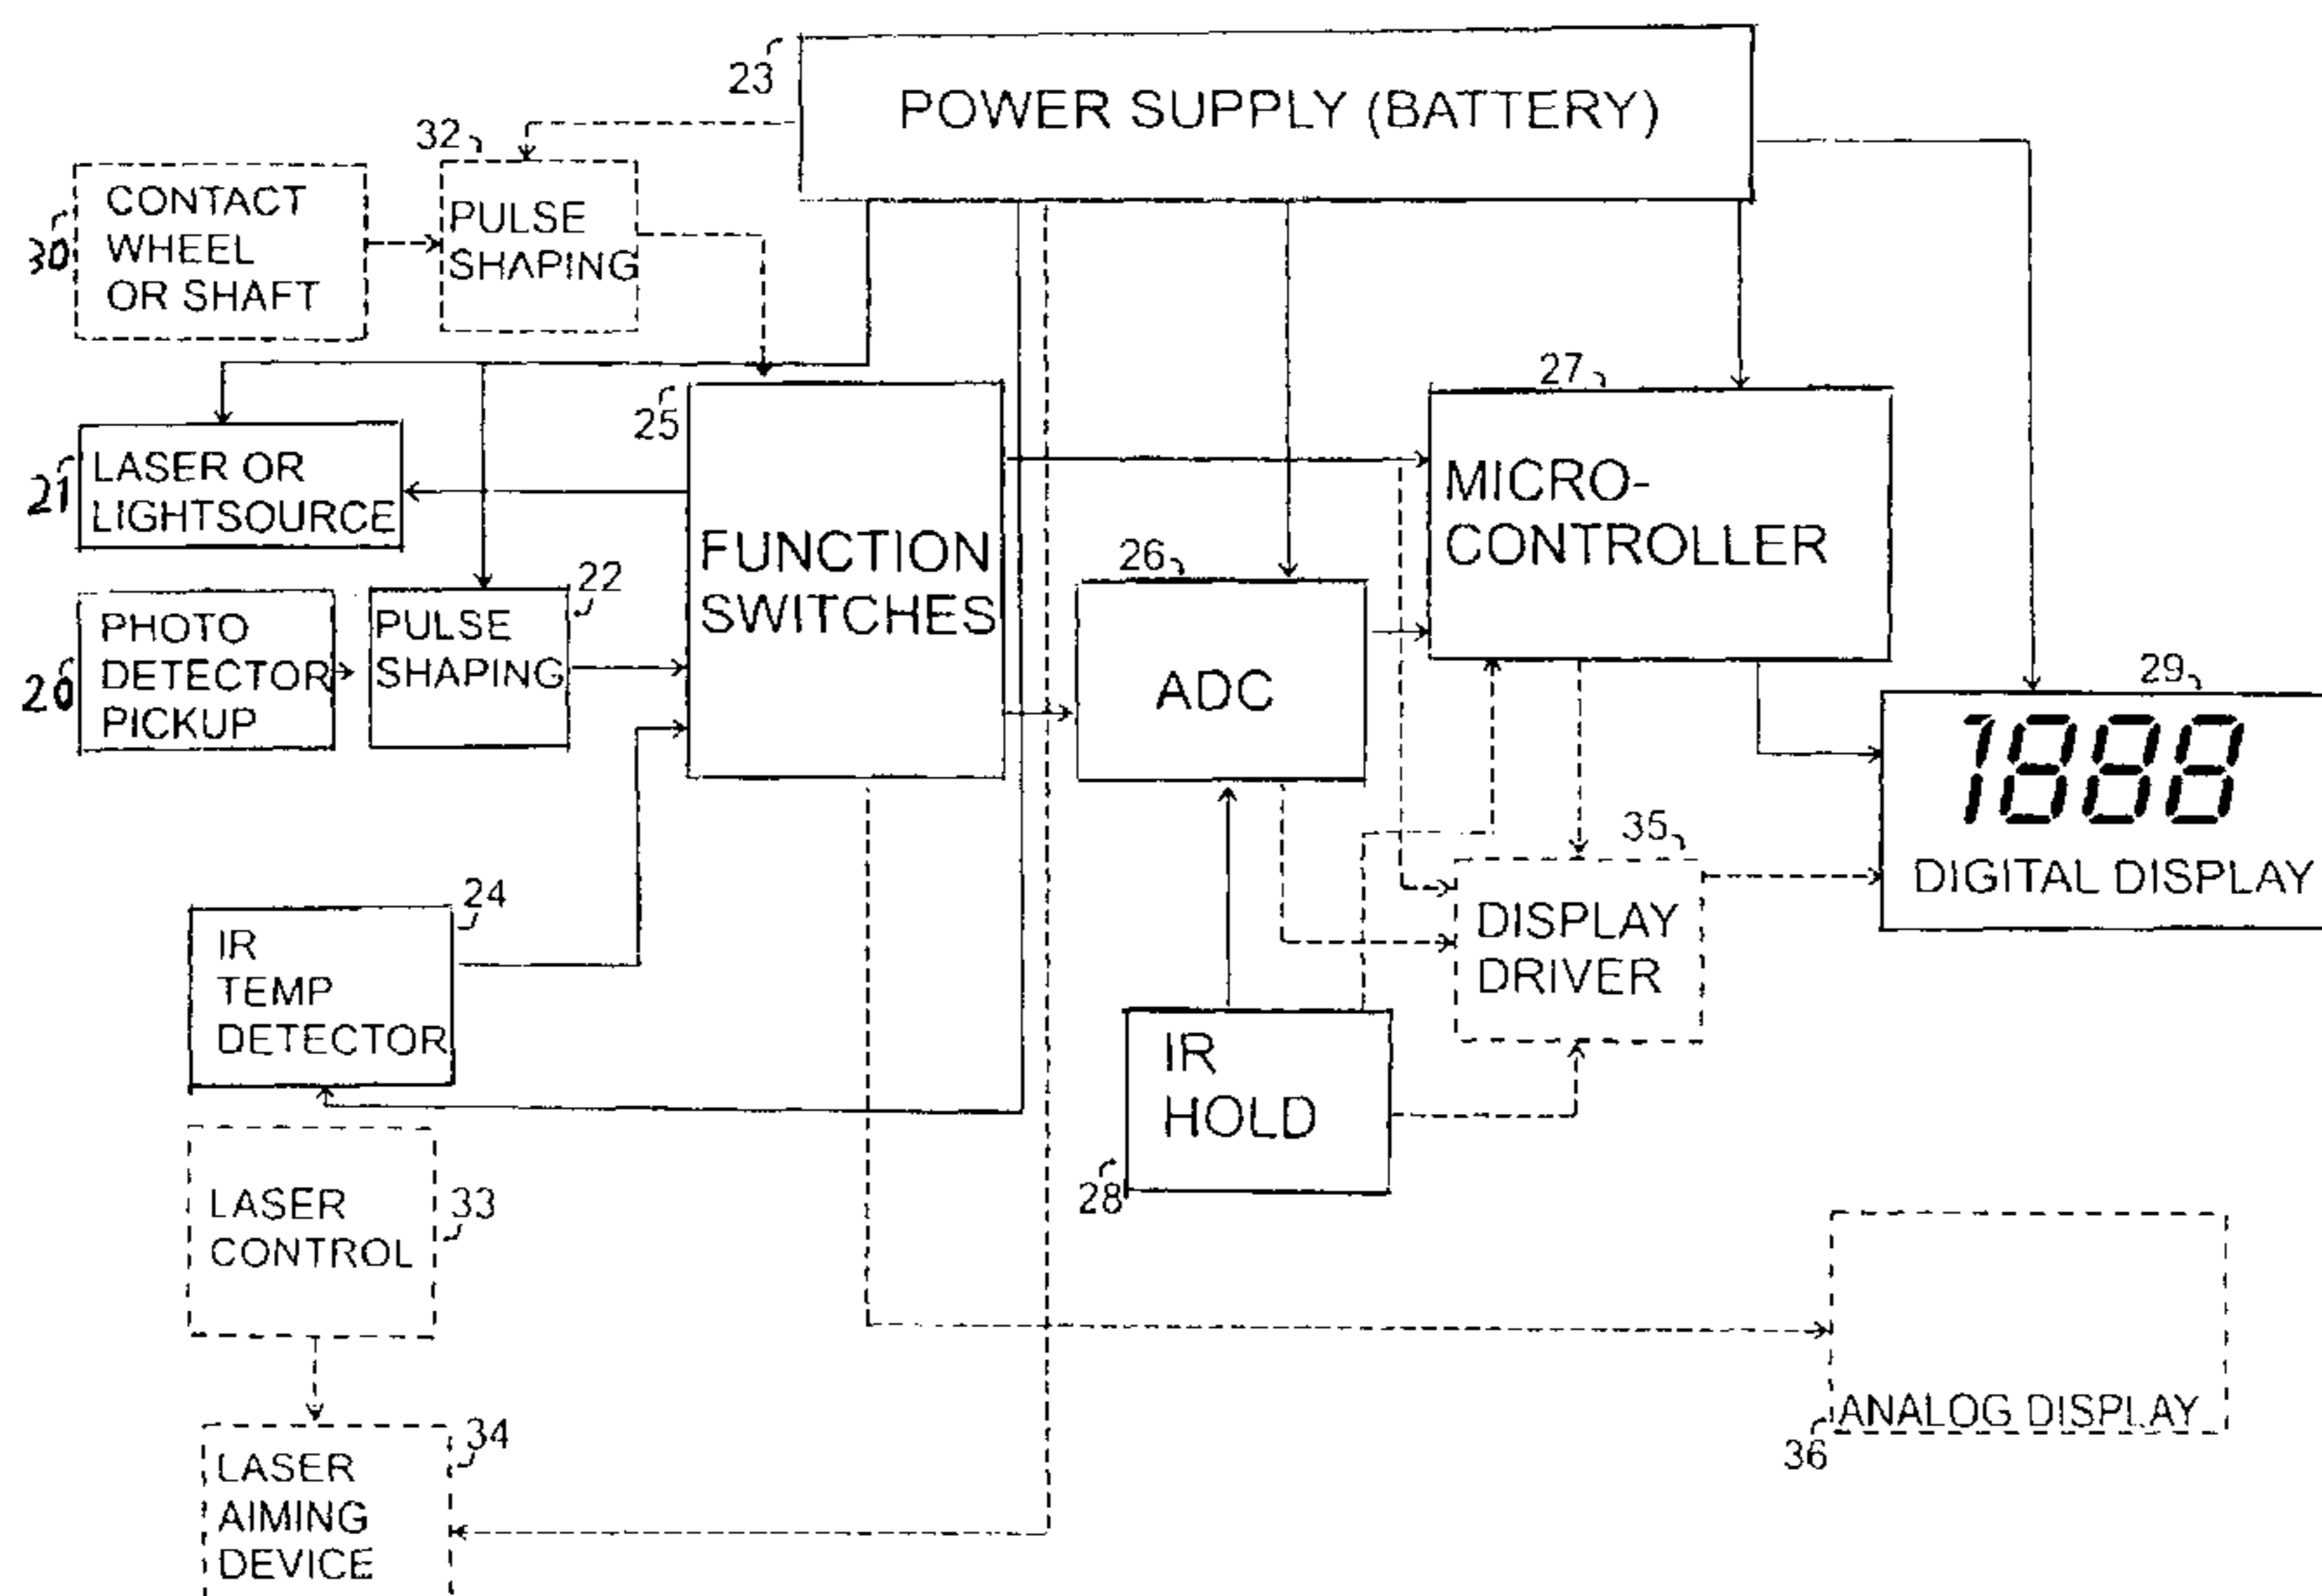 23
POWER SUPPLY (BATTERY)
32
30
CONTACT
WHEEL
OR SHAFT
PULSE
SHAPING
25
27
21
LASER OR
LIGHTSOURCE
FUNCTION
SWITCHES
MICRO-
CONTROLLER
20
PHOTO
DETECTOR
PICKUP
22
PULSE
SHAPING
26
ADC
29
1888
DIGITAL DISPLAY
24
IR
TEMP
DETECTOR
35
DISPLAY
DRIVER
28
IR
HOLD
33
LASER
CONTROL
34
LASER
AIMING
DEVICE
36
ANALOG DISPLAY